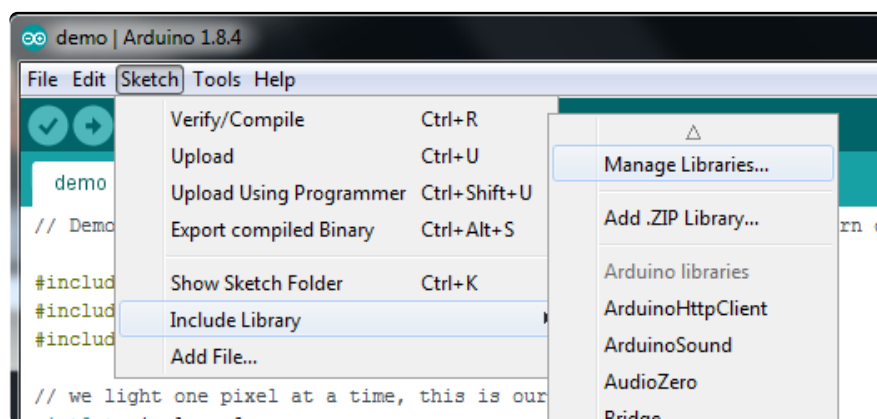 demo | Arduino 1.8.4
File Edit Sketch Tools Help
Verify/Compile Ctrl+R
Upload Ctrl+U
Upload Using Programmer Ctrl+Shift+U
Export compiled Binary Ctrl+Alt+S
Show Sketch Folder Ctrl+K
Include Library
Add File...
Manage Libraries...
Add .ZIP Library...
Arduino libraries
ArduinoHttpClient
ArduinoSound
AudioZero
Bridge
demo
// Demo
rn
#includ
#includ
#includ
// we light one pixel at a time, this is our